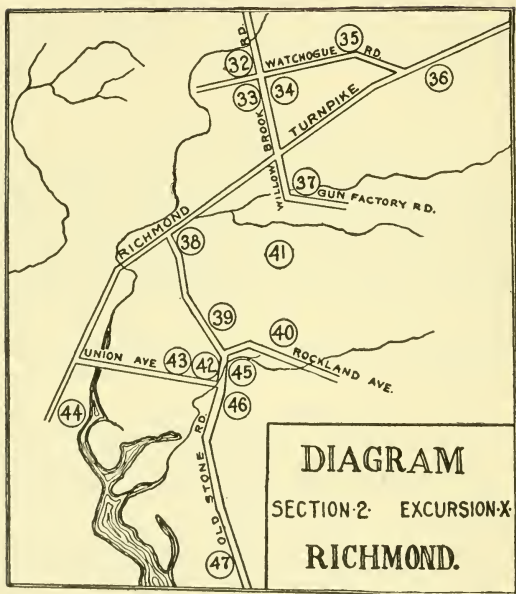 RD.
32
WATCHOGUE
35
RD.
36
33
34
WILLOW BROOK
RICHMOND TURNPIKE
37
GUN FACTORY RD.
38
41
39
40
UNION AVE
43
42
45
ROCKLAND AVE.
44
46
OLD STONE RD.
47
DIAGRAM
SECTION·2· EXCURSION·X·
RICHMOND.